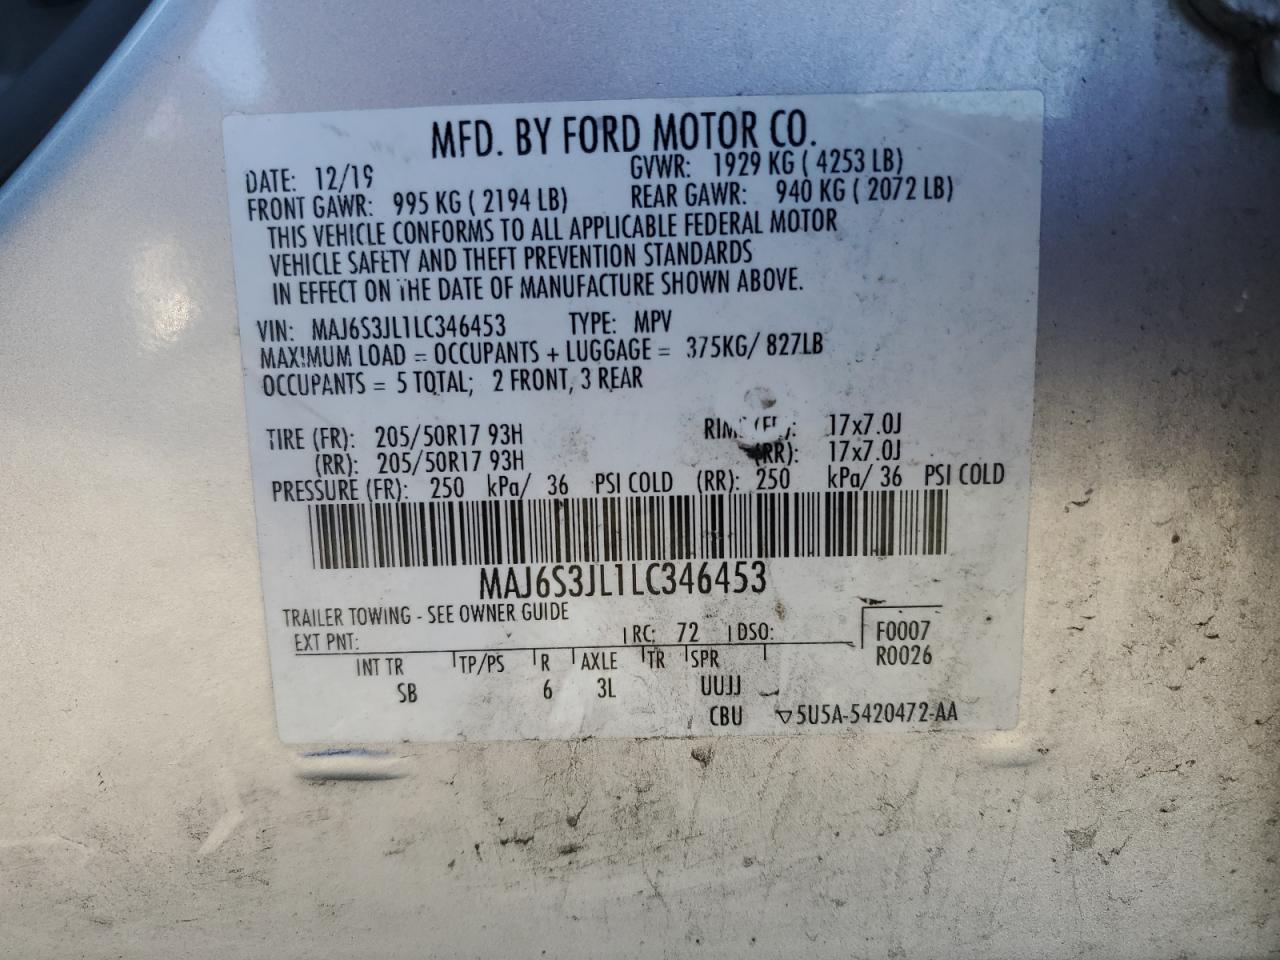 MFD. BY FORD MOTOR CO.
DATE: 12/19 GVWR: 1929 KG ( 4253 LB)
FRONT GAWR: 995 KG ( 2194 LB) REAR GAWR: 940 KG ( 2072 LB)
THIS VEHICLE CONFORMS TO ALL APPLICABLE FEDERAL MOTOR
VEHICLE SAFETY AND THEFT PREVENTION STANDARDS
IN EFFECT ON THE DATE OF MANUFACTURE SHOWN ABOVE.
VIN: MAJ6S3JL1LC346453 TYPE: MPV
MAXIMUM LOAD = OCCUPANTS + LUGGAGE = 375KG/ 827LB
OCCUPANTS = 5 TOTAL; 2 FRONT, 3 REAR
TIRE (FR): 205/50R17 93H 17x7.0J
(RR): 205/50R17 93H (RR): 17x7.0J
PRESSURE (FR): 250 kPa/ 36 PSI COLD (RR): 250 kPa/ 36 PSI COLD
MAJ6S3JL1LC346453
TRAILER TOWING - SEE OWNER GUIDE
EXT PNT: RC: 72 DSO: F0007
R0026
INT TR TP/PS R AXLE TR SPR
SB 6 3L UUJJ
CBU ▽5U5A-5420472-AA